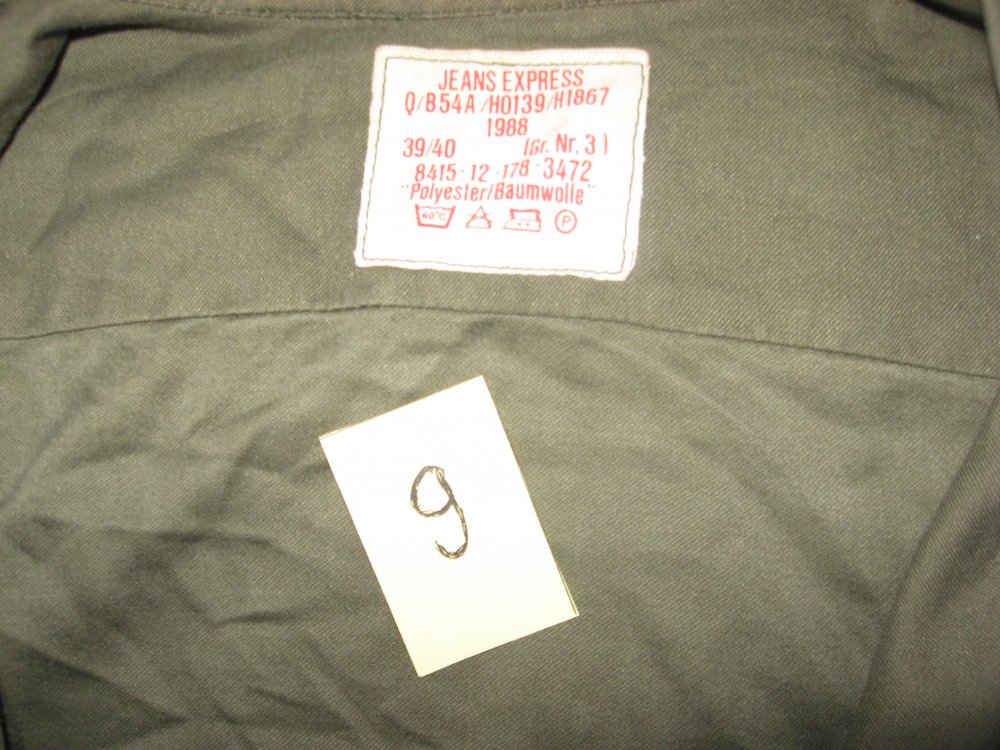 JEANS EXPRESS
Q/B54A/H0139/H1867
1988
39/40 (Gr. Nr. 3)
8415-12-178-3472
"Polyester/Baumwolle"
60°C P
9